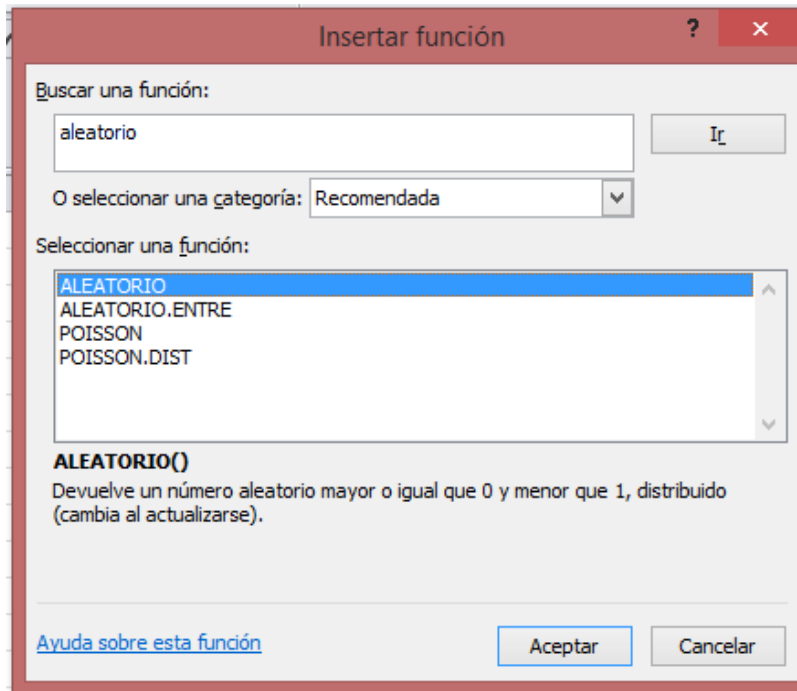 Insertar función
?
×
Buscar una función:
aleatorio
Ir
O seleccionar una categoría: Recomendada
Seleccionar una función:
ALEATORIO
ALEATORIO.ENTRE
POISSON
POISSON.DIST
ALEATORIO()
Devuelve un número aleatorio mayor o igual que 0 y menor que 1, distribuido
(cambia al actualizarse).
Ayuda sobre esta función
Aceptar
Cancelar